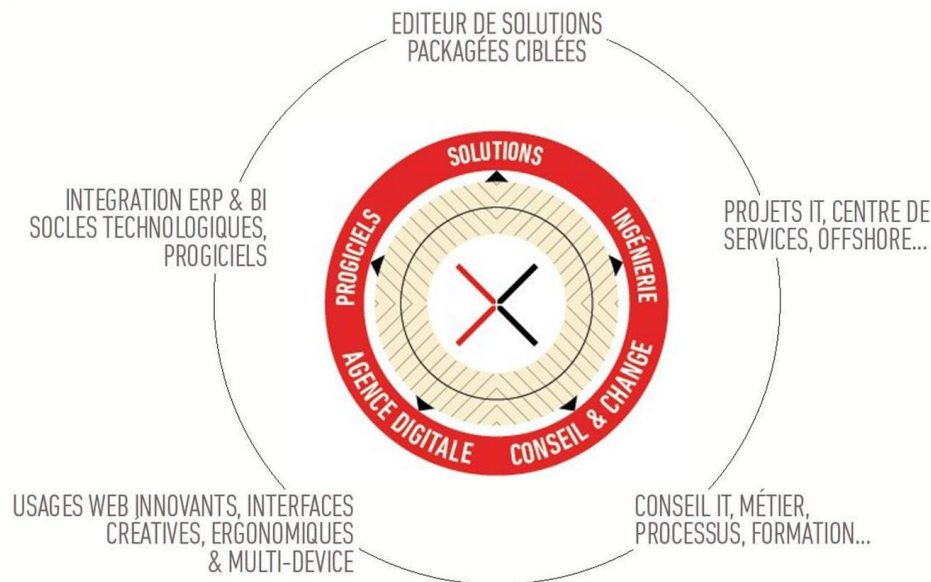 EDITEUR DE SOLUTIONS
PACKAGÉES CIBLÉES
SOLUTIONS
INGÉNIERIE
CONSEIL & CHANGE
AGENCE DIGITALE
PROGICIELS
INTEGRATION ERP & BI
SOCLES TECHNOLOGIQUES,
PROGICIELS
PROJETS IT, CENTRE DE
SERVICES, OFFSHORE...
USAGES WEB INNOVANTS, INTERFACES
CRÉATIVES, ERGONOMIQUES
& MULTI-DEVICE
CONSEIL IT, MÉTIER,
PROCESSUS, FORMATION...